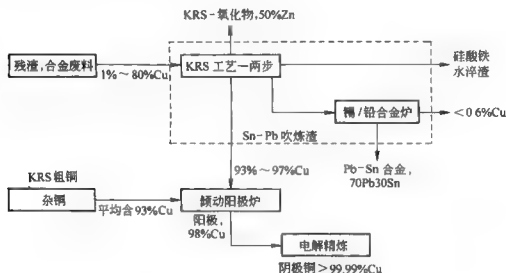 KRS-氧化物,50%Zn
残渣,合金废料
1%~80%Cu
KRS工艺一两步
硅酸铁
水淬渣
锡/铅合金炉
<0 6%Cu
Sn-Pb吹炼渣
Pb-Sn合金,
70Pb30Sn
93%~97%Cu
KRS粗铜
杂铜
平均含93%Cu
倾动阳极炉
阳极,
98%Cu
电解精炼
阴极铜>99.99%Cu